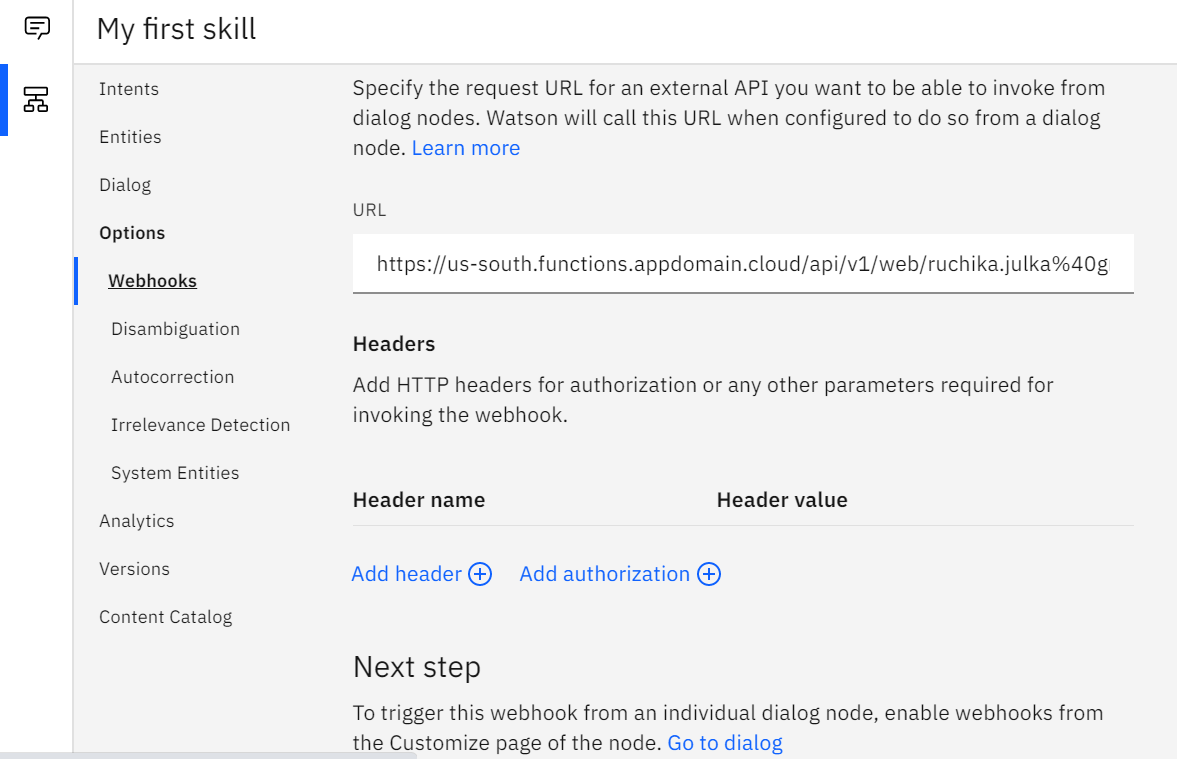 My first skill
Intents
Entities
Dialog
Options
Webhooks
Disambiguation
Autocorrection
Irrelevance Detection
System Entities
Analytics
Versions
Content Catalog
Specify the request URL for an external API you want to be able to invoke from
dialog nodes. Watson will call this URL when configured to do so from a dialog
node. Learn more
URL
https://us-south.functions.appdomain.cloud/api/v1/web/ruchika.julka%40g
Headers
Add HTTP headers for authorization or any other parameters required for
invoking the webhook.
Header name Header value
Add header Add authorization
Next step
To trigger this webhook from an individual dialog node, enable webhooks from
the Customize page of the node. Go to dialog